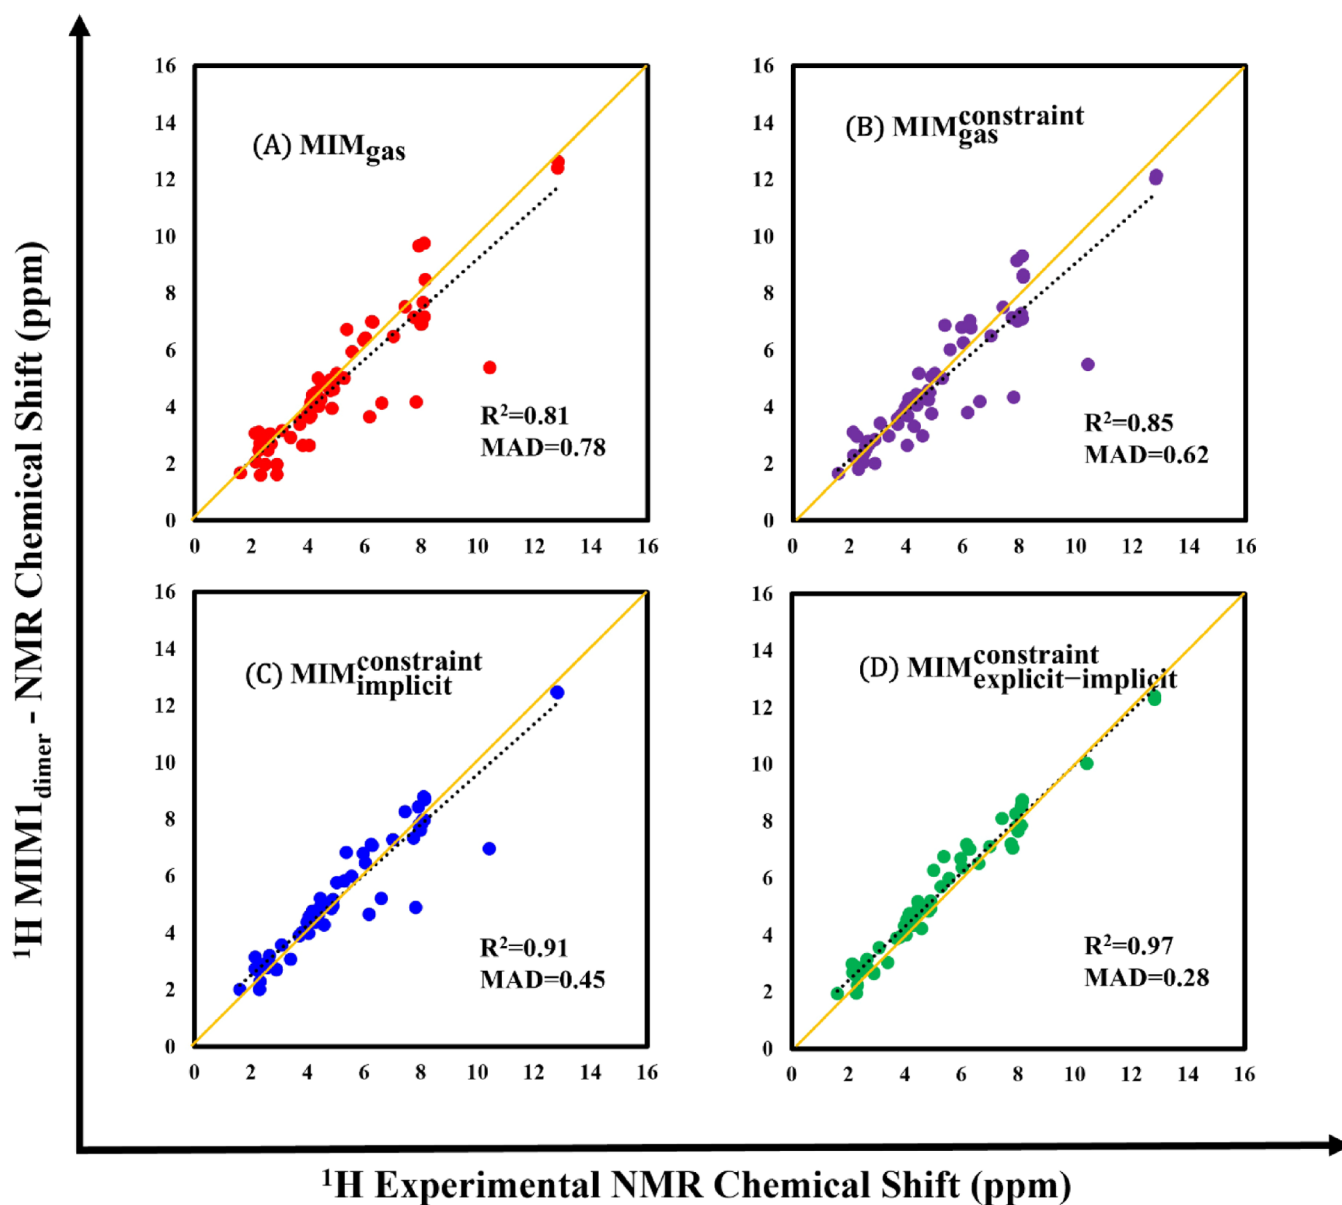 ¹H MIM1dimer - NMR Chemical Shift (ppm)
16
14
12
10
8
6
4
2
0
(A) MIMgas
R²=0.81
MAD=0.78
0 2 4 6 8 10 12 14 16
16
14
12
10
8
6
4
2
0
(B) MIMconstraint
gas
R²=0.85
MAD=0.62
0 2 4 6 8 10 12 14 16
16
14
12
10
8
6
4
2
0
(C) MIMconstraint
implicit
R²=0.91
MAD=0.45
0 2 4 6 8 10 12 14 16
16
14
12
10
8
6
4
2
0
(D) MIMconstraint
explicit−implicit
R²=0.97
MAD=0.28
0 2 4 6 8 10 12 14 16
¹H Experimental NMR Chemical Shift (ppm)